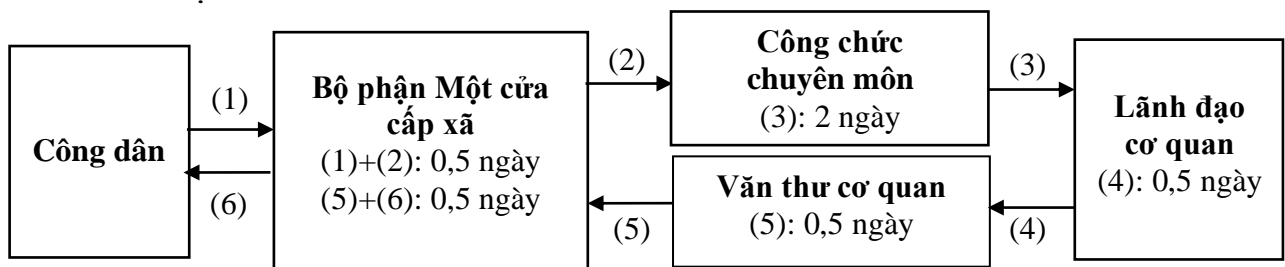 Công dân
(1)
(6)
Bộ phận Một cửa
cấp xã
(1)+(2): 0,5 ngày
(5)+(6): 0,5 ngày
(2)
(5)
Công chức
chuyên môn
(3): 2 ngày
Văn thư cơ quan
(5): 0,5 ngày
(3)
(4)
Lãnh đạo
cơ quan
(4): 0,5 ngày